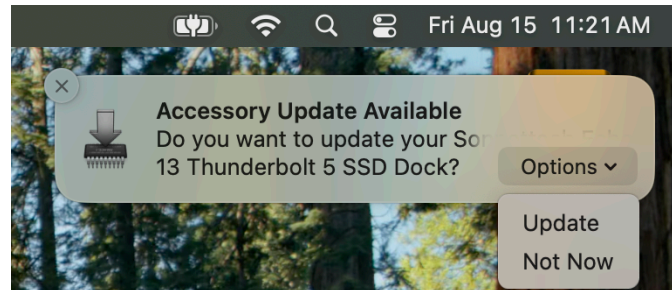 Fri Aug 15 11:21 AM
Accessory Update Available
Do you want to update your
13 Thunderbolt 5 SSD Dock?
Options
Update
Not Now